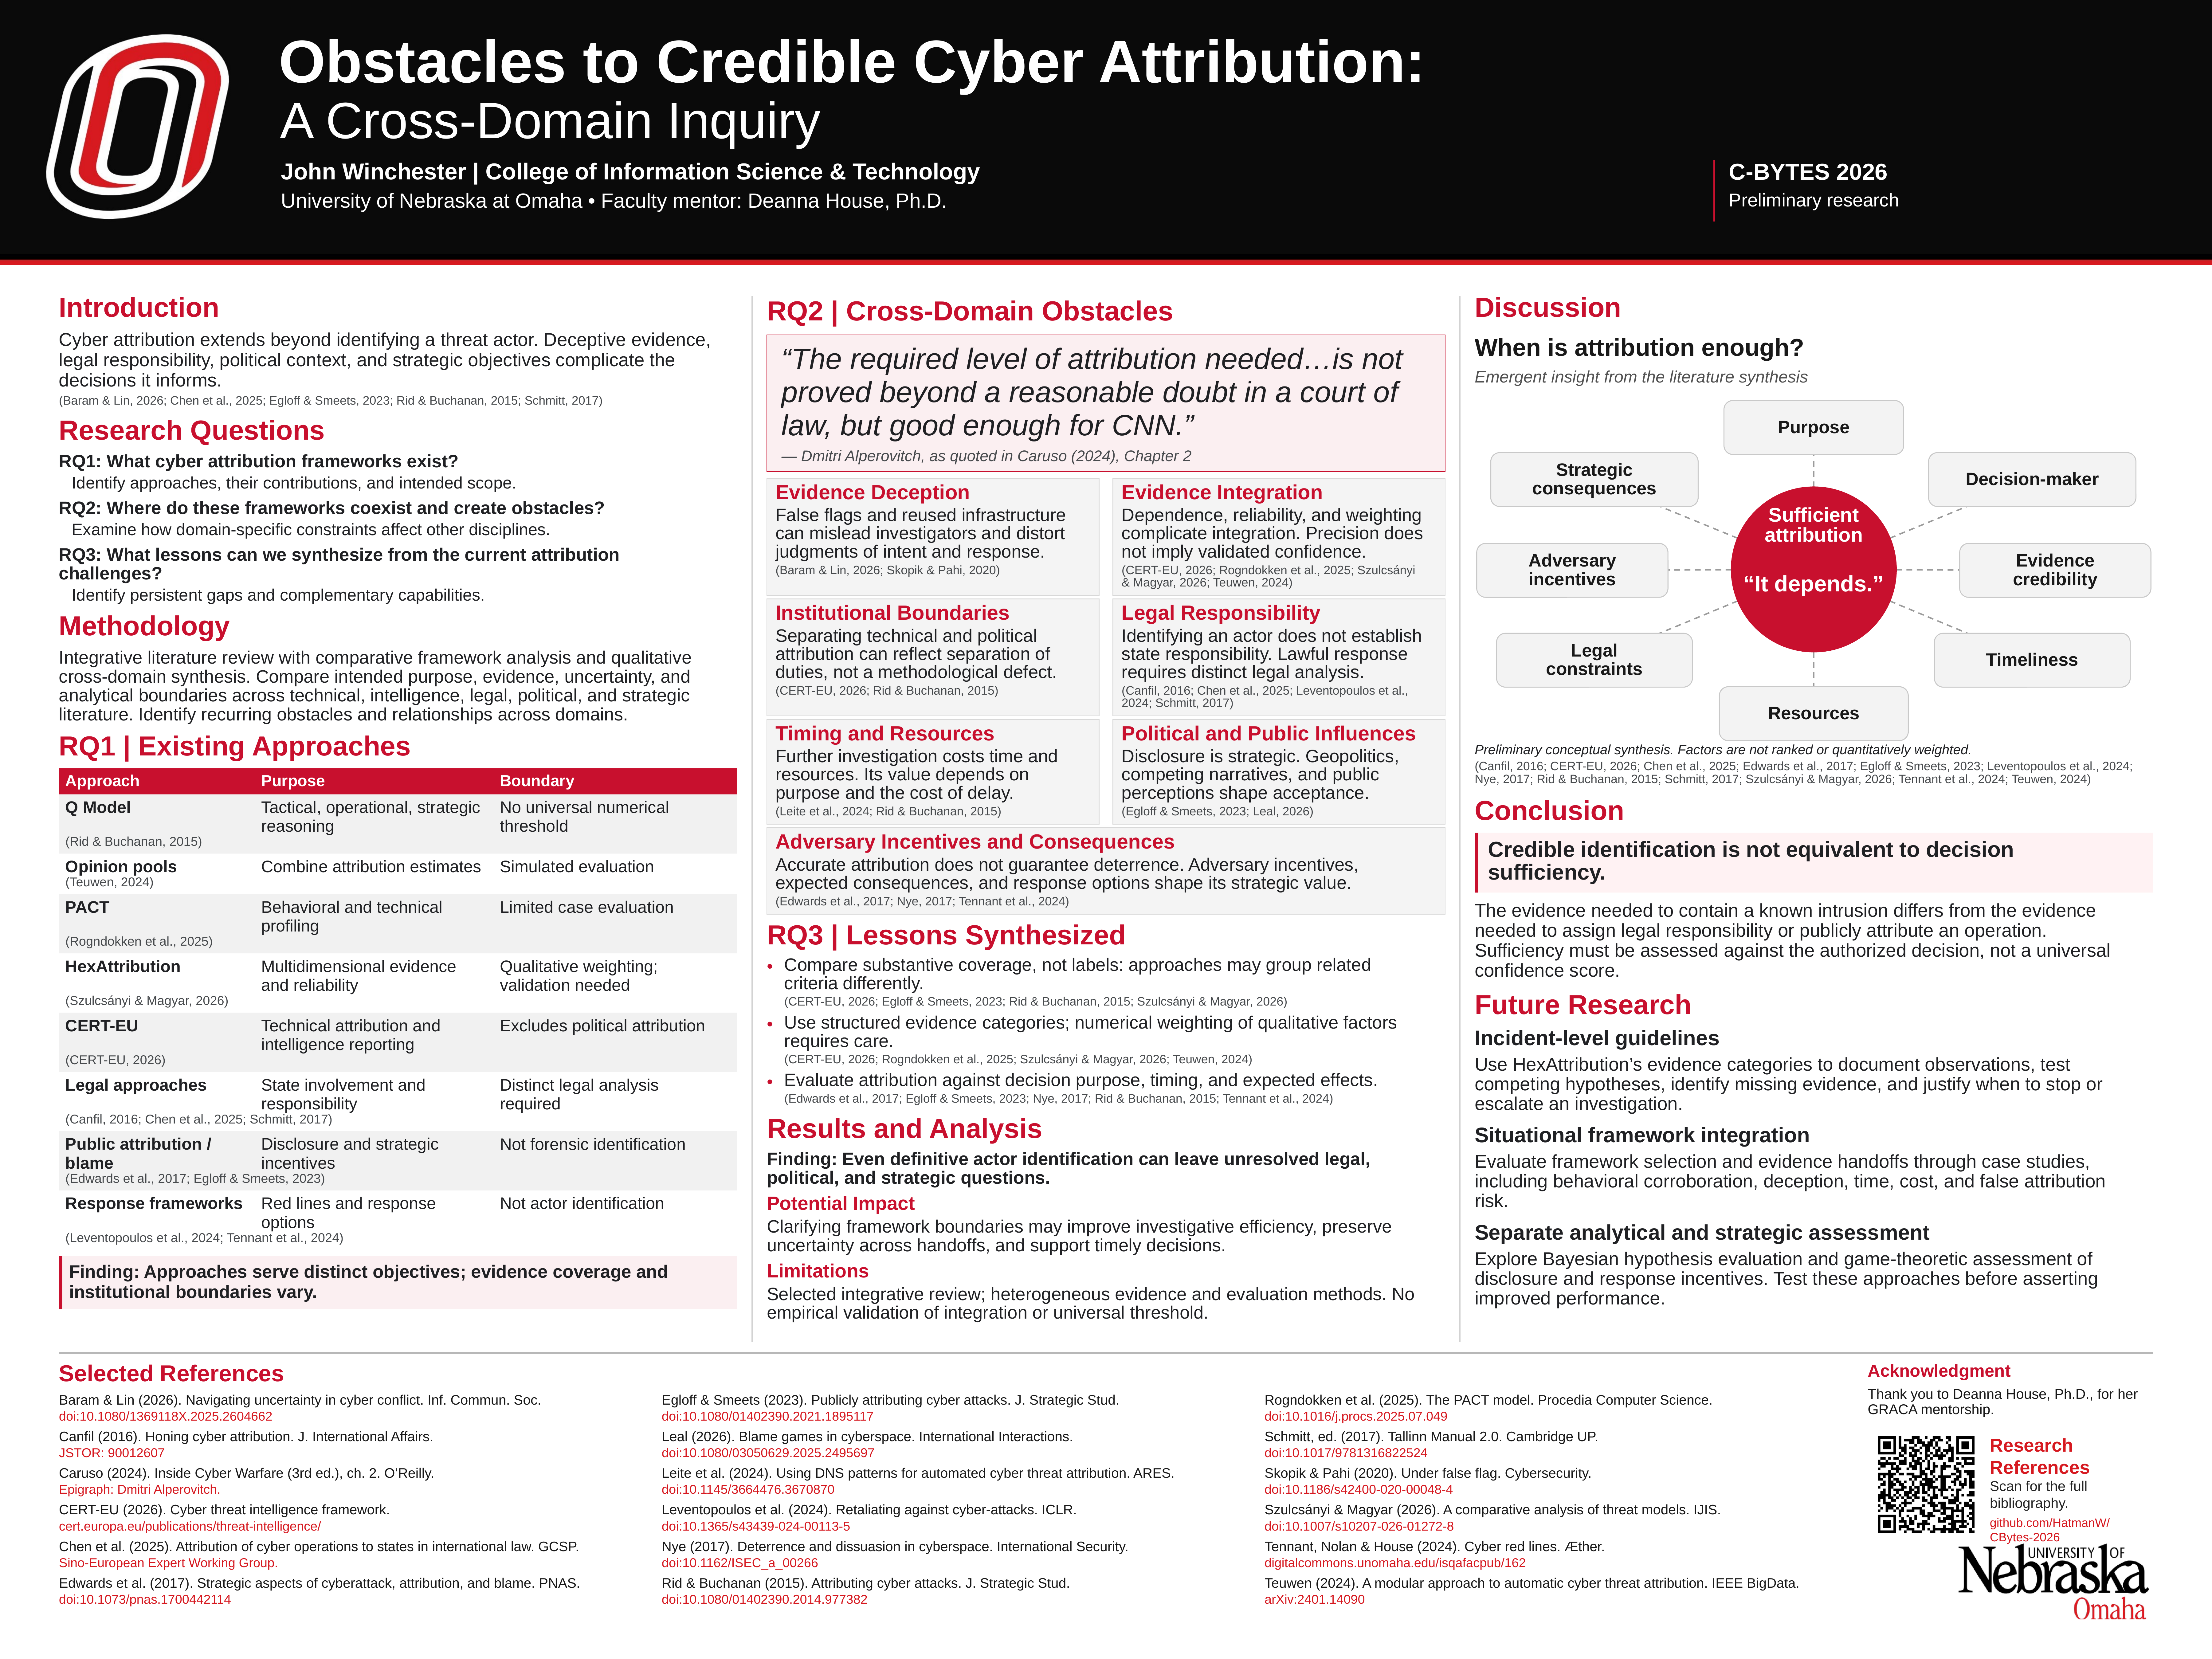 Obstacles to Credible Cyber Attribution:
A Cross-Domain Inquiry
John Winchester | College of Information Science & Technology
University of Nebraska at Omaha • Faculty mentor: Deanna House, Ph.D.
C-BYTES 2026
Preliminary research
Introduction
Cyber attribution extends beyond identifying a threat actor. Deceptive evidence,
legal responsibility, political context, and strategic objectives complicate the
decisions it informs.
(Baram & Lin, 2026; Chen et al., 2025; Egloff & Smeets, 2023; Rid & Buchanan, 2015; Schmitt, 2017)
Research Questions
RQ1: What cyber attribution frameworks exist?
Identify approaches, their contributions, and intended scope.
RQ2: Where do these frameworks coexist and create obstacles?
Examine how domain-specific constraints affect other disciplines.
RQ3: What lessons can we synthesize from the current attribution
challenges?
Identify persistent gaps and complementary capabilities.
Methodology
Integrative literature review with comparative framework analysis and qualitative
cross-domain synthesis. Compare intended purpose, evidence, uncertainty, and
analytical boundaries across technical, intelligence, legal, political, and strategic
literature. Identify recurring obstacles and relationships across domains.
RQ1 | Existing Approaches
Approach Purpose Boundary
Q Model Tactical, operational, strategic No universal numerical
reasoning threshold
(Rid & Buchanan, 2015)
Opinion pools Combine attribution estimates Simulated evaluation
(Teuwen, 2024)
PACT Behavioral and technical Limited case evaluation
profiling
(Rogndokken et al., 2025)
HexAttribution Multidimensional evidence Qualitative weighting;
and reliability validation needed
(Szulcsányi & Magyar, 2026)
CERT-EU Technical attribution and Excludes political attribution
intelligence reporting
(CERT-EU, 2026)
Legal approaches State involvement and Distinct legal analysis
responsibility required
(Canfil, 2016; Chen et al., 2025; Schmitt, 2017)
Public attribution / Disclosure and strategic Not forensic identification
blame incentives
(Edwards et al., 2017; Egloff & Smeets, 2023)
Response frameworks Red lines and response Not actor identification
options
(Leventopoulos et al., 2024; Tennant et al., 2024)
Finding: Approaches serve distinct objectives; evidence coverage and
institutional boundaries vary.
RQ2 | Cross-Domain Obstacles
“The required level of attribution needed…is not
proved beyond a reasonable doubt in a court of
law, but good enough for CNN.”
— Dmitri Alperovitch, as quoted in Caruso (2024), Chapter 2
Evidence Deception
False flags and reused infrastructure
can mislead investigators and distort
judgments of intent and response.
(Baram & Lin, 2026; Skopik & Pahi, 2020)
Evidence Integration
Dependence, reliability, and weighting
complicate integration. Precision does
not imply validated confidence.
(CERT-EU, 2026; Rogndokken et al., 2025; Szulcsányi
& Magyar, 2026; Teuwen, 2024)
Institutional Boundaries
Separating technical and political
attribution can reflect separation of
duties, not a methodological defect.
(CERT-EU, 2026; Rid & Buchanan, 2015)
Legal Responsibility
Identifying an actor does not establish
state responsibility. Lawful response
requires distinct legal analysis.
(Canfil, 2016; Chen et al., 2025; Leventopoulos et al.,
2024; Schmitt, 2017)
Timing and Resources
Further investigation costs time and
resources. Its value depends on
purpose and the cost of delay.
(Leite et al., 2024; Rid & Buchanan, 2015)
Political and Public Influences
Disclosure is strategic. Geopolitics,
competing narratives, and public
perceptions shape acceptance.
(Egloff & Smeets, 2023; Leal, 2026)
Adversary Incentives and Consequences
Accurate attribution does not guarantee deterrence. Adversary incentives,
expected consequences, and response options shape its strategic value.
(Edwards et al., 2017; Nye, 2017; Tennant et al., 2024)
RQ3 | Lessons Synthesized
• Compare substantive coverage, not labels: approaches may group related
criteria differently.
(CERT-EU, 2026; Egloff & Smeets, 2023; Rid & Buchanan, 2015; Szulcsányi & Magyar, 2026)
• Use structured evidence categories; numerical weighting of qualitative factors
requires care.
(CERT-EU, 2026; Rogndokken et al., 2025; Szulcsányi & Magyar, 2026; Teuwen, 2024)
• Evaluate attribution against decision purpose, timing, and expected effects.
(Edwards et al., 2017; Egloff & Smeets, 2023; Nye, 2017; Rid & Buchanan, 2015; Tennant et al., 2024)
Results and Analysis
Finding: Even definitive actor identification can leave unresolved legal,
political, and strategic questions.
Potential Impact
Clarifying framework boundaries may improve investigative efficiency, preserve
uncertainty across handoffs, and support timely decisions.
Limitations
Selected integrative review; heterogeneous evidence and evaluation methods. No
empirical validation of integration or universal threshold.
Discussion
When is attribution enough?
Emergent insight from the literature synthesis
Purpose
Strategic
consequences
Decision-maker
Sufficient
attribution
“It depends.”
Adversary
incentives
Evidence
credibility
Legal
constraints
Timeliness
Resources
Preliminary conceptual synthesis. Factors are not ranked or quantitatively weighted.
(Canfil, 2016; CERT-EU, 2026; Chen et al., 2025; Edwards et al., 2017; Egloff & Smeets, 2023; Leventopoulos et al., 2024;
Nye, 2017; Rid & Buchanan, 2015; Schmitt, 2017; Szulcsányi & Magyar, 2026; Tennant et al., 2024; Teuwen, 2024)
Conclusion
Credible identification is not equivalent to decision
sufficiency.
The evidence needed to contain a known intrusion differs from the evidence
needed to assign legal responsibility or publicly attribute an operation.
Sufficiency must be assessed against the authorized decision, not a universal
confidence score.
Future Research
Incident-level guidelines
Use HexAttribution’s evidence categories to document observations, test
competing hypotheses, identify missing evidence, and justify when to stop or
escalate an investigation.
Situational framework integration
Evaluate framework selection and evidence handoffs through case studies,
including behavioral corroboration, deception, time, cost, and false attribution
risk.
Separate analytical and strategic assessment
Explore Bayesian hypothesis evaluation and game-theoretic assessment of
disclosure and response incentives. Test these approaches before asserting
improved performance.
Selected References
Baram & Lin (2026). Navigating uncertainty in cyber conflict. Inf. Commun. Soc.
doi:10.1080/1369118X.2025.2604662
Canfil (2016). Honing cyber attribution. J. International Affairs.
JSTOR: 90012607
Caruso (2024). Inside Cyber Warfare (3rd ed.), ch. 2. O’Reilly.
Epigraph: Dmitri Alperovitch.
CERT-EU (2026). Cyber threat intelligence framework.
cert.europa.eu/publications/threat-intelligence/
Chen et al. (2025). Attribution of cyber operations to states in international law. GCSP.
Sino-European Expert Working Group.
Edwards et al. (2017). Strategic aspects of cyberattack, attribution, and blame. PNAS.
doi:10.1073/pnas.1700442114
Egloff & Smeets (2023). Publicly attributing cyber attacks. J. Strategic Stud.
doi:10.1080/01402390.2021.1895117
Leal (2026). Blame games in cyberspace. International Interactions.
doi:10.1080/03050629.2025.2495697
Leite et al. (2024). Using DNS patterns for automated cyber threat attribution. ARES.
doi:10.1145/3664476.3670870
Leventopoulos et al. (2024). Retaliating against cyber-attacks. ICLR.
doi:10.1365/s43439-024-00113-5
Nye (2017). Deterrence and dissuasion in cyberspace. International Security.
doi:10.1162/ISEC_a_00266
Rid & Buchanan (2015). Attributing cyber attacks. J. Strategic Stud.
doi:10.1080/01402390.2014.977382
Rogndokken et al. (2025). The PACT model. Procedia Computer Science.
doi:10.1016/j.procs.2025.07.049
Schmitt, ed. (2017). Tallinn Manual 2.0. Cambridge UP.
doi:10.1017/9781316822524
Skopik & Pahi (2020). Under false flag. Cybersecurity.
doi:10.1186/s42400-020-00048-4
Szulcsányi & Magyar (2026). A comparative analysis of threat models. IJIS.
doi:10.1007/s10207-026-01272-8
Tennant, Nolan & House (2024). Cyber red lines. Æther.
digitalcommons.unomaha.edu/isqafacpub/162
Teuwen (2024). A modular approach to automatic cyber threat attribution. IEEE BigData.
arXiv:2401.14090
Acknowledgment
Thank you to Deanna House, Ph.D., for her
GRACA mentorship.
Research
References
Scan for the full
bibliography.
github.com/HatmanW/
CBytes-2026
UNIVERSITY OF
Nebraska
Omaha